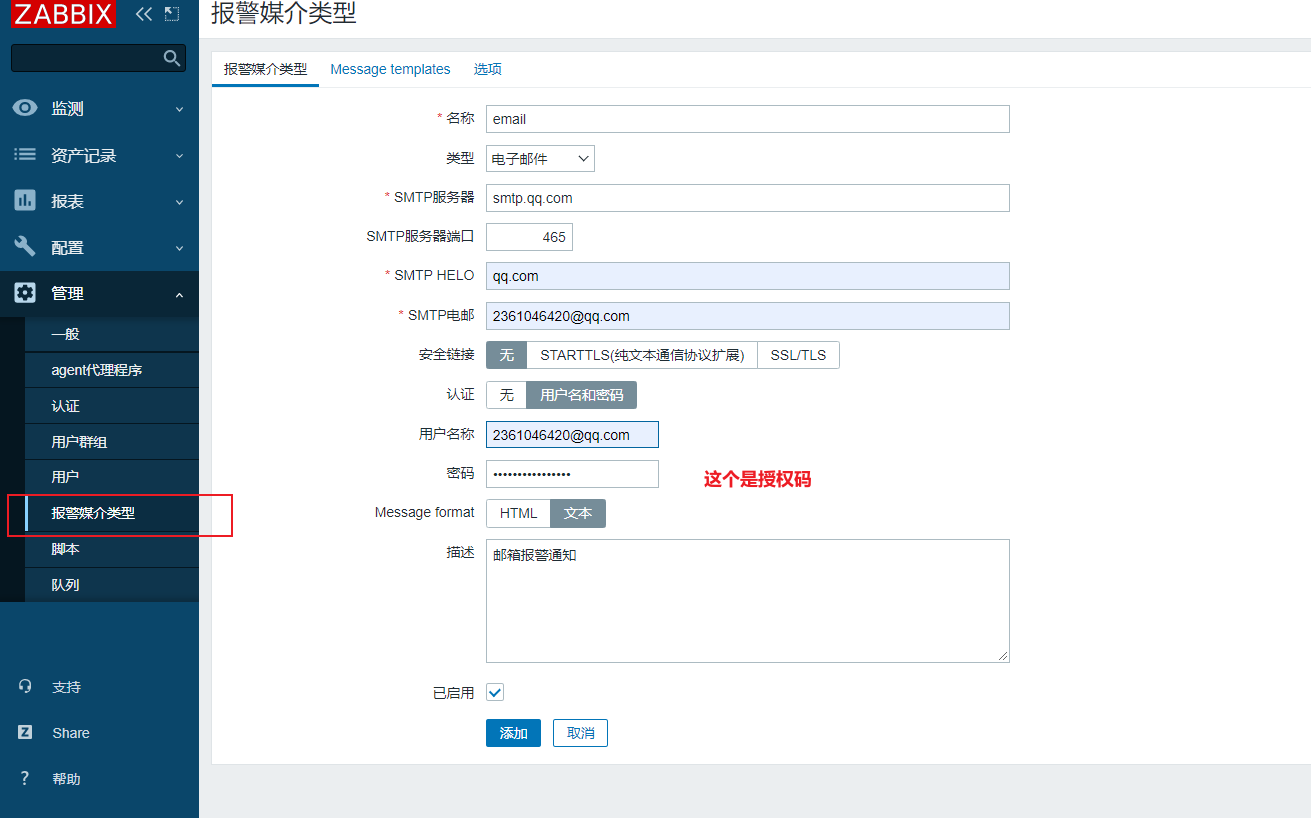 ZABBIX
报警媒介类型
监测
资产记录
报表
配置
管理
一般
agent代理程序
认证
用户群组
用户
报警媒介类型
脚本
队列
支持
Share
帮助
报警媒介类型 Message templates 选项
* 名称 email
类型 电子邮件
* SMTP服务器 smtp.qq.com
SMTP服务器端口 465
* SMTP HELO qq.com
* SMTP电邮 2361046420@qq.com
安全链接 无 STARTTLS(纯文本通信协议扩展) SSL/TLS
认证 无 用户名和密码
用户名称 2361046420@qq.com
密码 ••••••••••••••••
这个是授权码
Message format HTML 文本
描述 邮箱报警通知
已启用
添加 取消